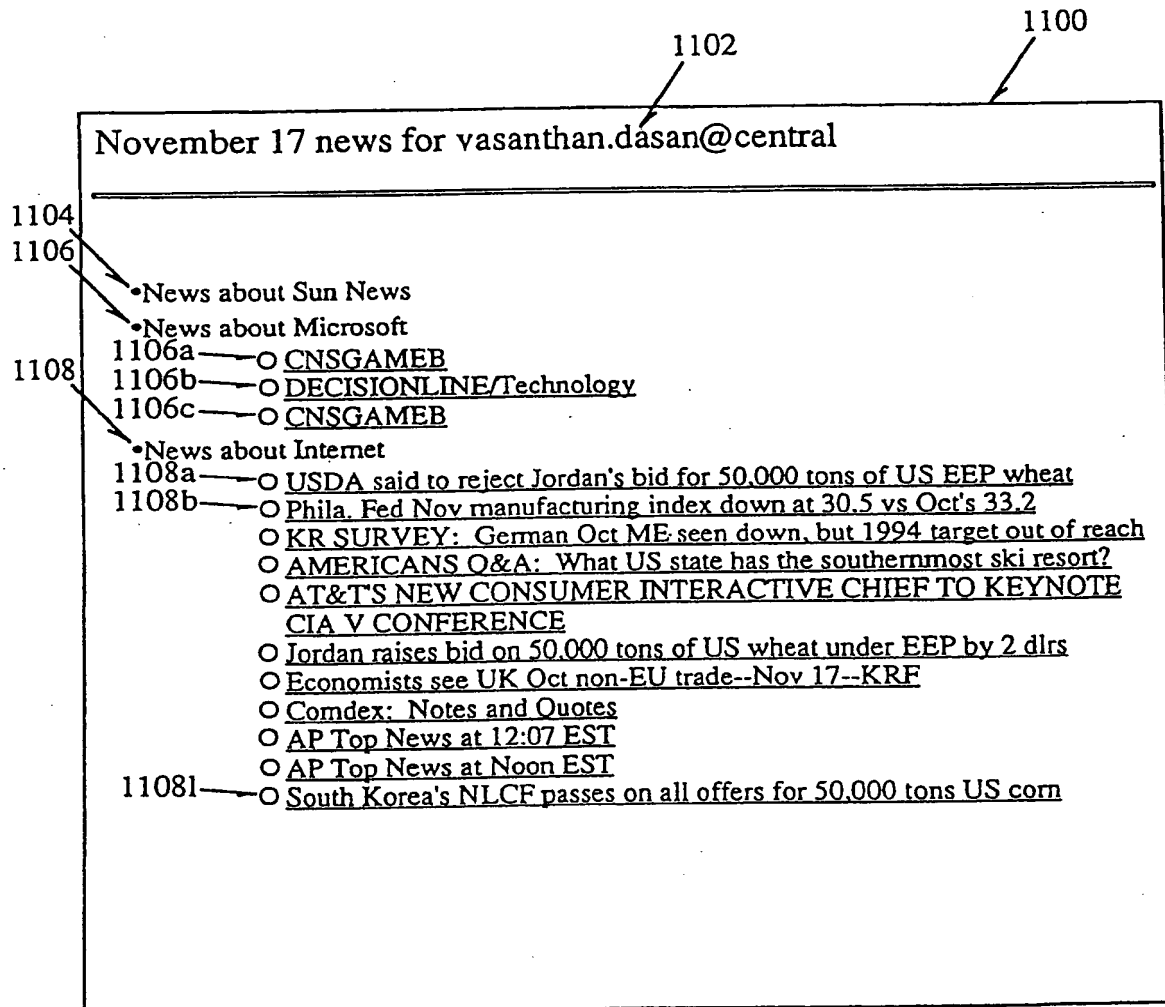 1102
1100
November 17 news for vasanthan.dasan@central
1104
1106
•News about Sun News
•News about Microsoft
1106a
O CNSGAMEB
1108
1106b
O DECISIONLINE/Technology
1106c
O CNSGAMEB
•News about Internet
1108a
O USDA said to reject Jordan's bid for 50,000 tons of US EEP wheat
1108b
O Phila. Fed Nov manufacturing index down at 30.5 vs Oct's 33.2
O KR SURVEY: German Oct ME seen down, but 1994 target out of reach
O AMERICANS Q&A: What US state has the southernmost ski resort?
O AT&T'S NEW CONSUMER INTERACTIVE CHIEF TO KEYNOTE
CIA V CONFERENCE
O Jordan raises bid on 50,000 tons of US wheat under EEP by 2 dlrs
O Economists see UK Oct non-EU trade--Nov 17--KRF
O Comdex: Notes and Quotes
O AP Top News at 12:07 EST
O AP Top News at Noon EST
1108l
O South Korea's NLCF passes on all offers for 50,000 tons US corn